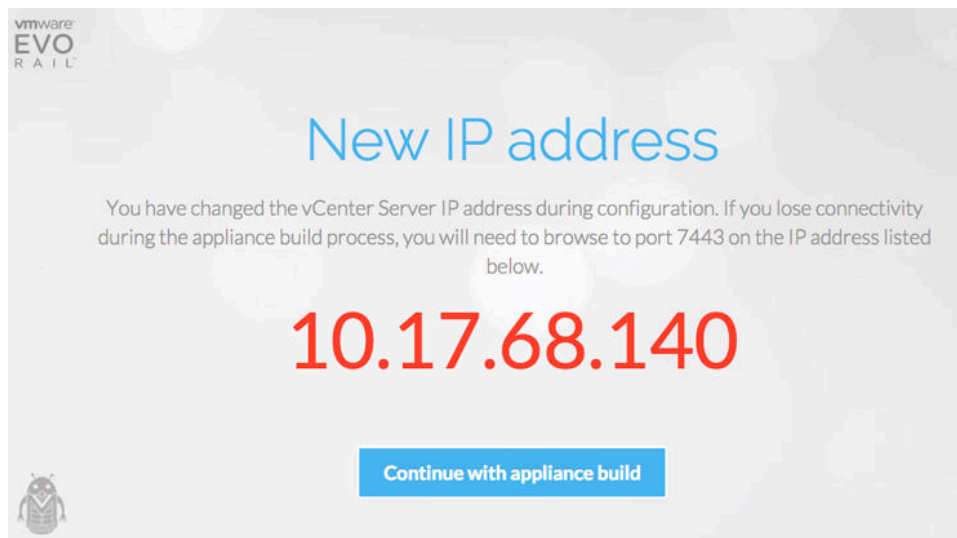 vmware
EVO
RAIL
New IP address
You have changed the vCenter Server IP address during configuration. If you lose connectivity
during the appliance build process, you will need to browse to port 7443 on the IP address listed
below.
10.17.68.140
Continue with appliance build